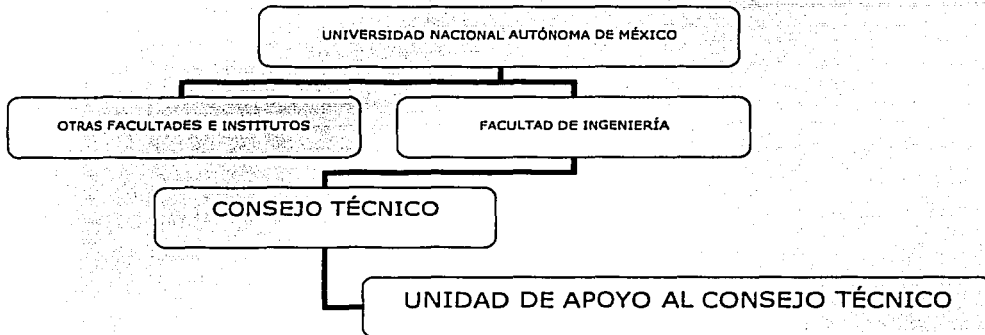 UNIVERSIDAD NACIONAL AUTÓNOMA DE MÉXICO
OTRAS FACULTADES E INSTITUTOS
FACULTAD DE INGENIERÍA
CONSEJO TÉCNICO
UNIDAD DE APOYO AL CONSEJO TÉCNICO